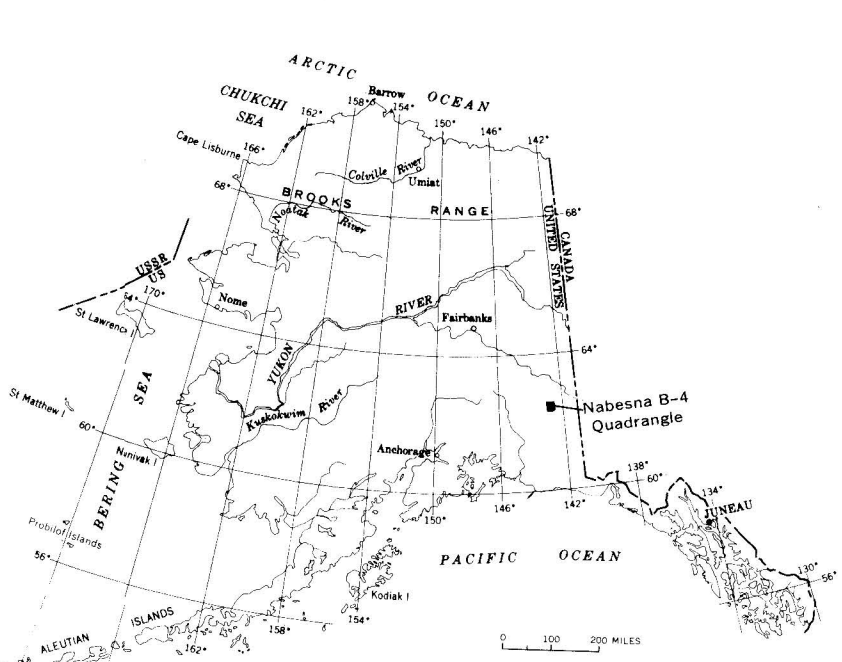 ARCTIC OCEAN
Barrow
CHUKCHI
SEA
162°
158°
154°
150°
146°
142°
Cape Lisburne
166°
68°
Colville River
Umiat
BROOKS RANGE
Noatak River
68°
UNITED STATES
CANADA
USSR
US
170°
64°
Nome
St Lawrence I
YUKON RIVER
Fairbanks
64°
BERING SEA
St Matthew I
60°
Kuskokwim River
Nabesna B-4
Quadrangle
Nunivak I
Anchorage
138°
60°
134°
JUNEAU
150°
146°
142°
Probilof Islands
56°
PACIFIC OCEAN
130°
56°
Kodiak I
154°
158°
162°
ALEUTIAN ISLANDS
0 100 200 MILES